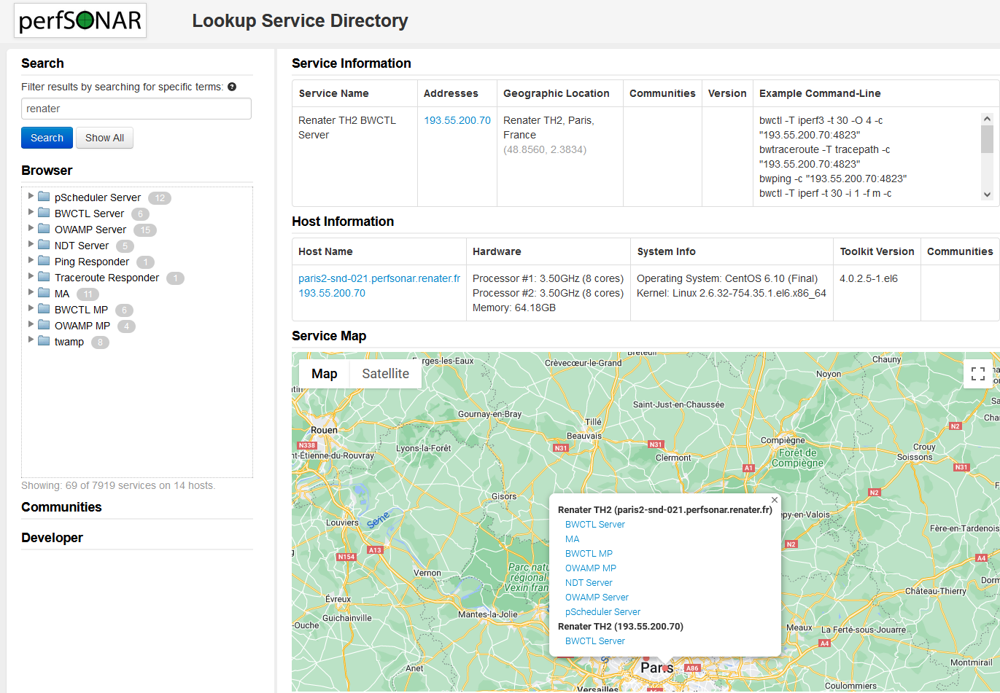 perfSONAR
Lookup Service Directory
Search
Filter results by searching for specific terms:
renater
Search
Show All
Browser
pScheduler Server 12
BWCTL Server 6
OWAMP Server 15
NDT Server 5
Ping Responder 1
Traceroute Responder 1
MA 11
BWCTL MP 6
OWAMP MP 4
twamp 8
Showing: 69 of 7919 services on 14 hosts.
Communities
Developer
Service Information
Service Name Addresses Geographic Location Communities Version Example Command-Line
Renater TH2 BWCTL
Server
193.55.200.70
Renater TH2, Paris,
France
(48.8560, 2.3834)
bwctl -T iperf3 -t 30 -O 4 -c
"193.55.200.70:4823"
bwtraceroute -T tracepath -c
"193.55.200.70:4823"
bwping -c "193.55.200.70:4823"
bwctl -T iperf -t 30 -i 1 -f m -c
Host Information
Host Name Hardware System Info Toolkit Version Communities
paris2-snd-021.perfsonar.renater.fr
193.55.200.70
Processor #1: 3.50GHz (8 cores)
Processor #2: 3.50GHz (8 cores)
Memory: 64.18GB
Operating System: CentOS 6.10 (Final)
Kernel: Linux 2.6.32-754.35.1.el6.x86_64
4.0.2.5-1.el6
Service Map
Map
Satellite
Forges-les-Eaux
Crèvecœur-le-Grand
Breteuil
Chauny
Noyon
Saint-Just-en-Chaussée
Gournay-en-Bray
Tillé
Beauvais
Rouen
N338
nt-Étienne-du-Rouvray
Lyons-la-Forêt
N31
N31
Clermont
Compiègne
Forêt de
Compiègne
N2
Crouy
Soissons
N31
A1
N2
Gisors
Louviers
Seine
A13
N154
Vernon
Parc natu
régional
Vexin fran
épy-en-Valois
Fère-en-Tardenois
N2
A4
Dorm
Évreux
Guichainville
-Ouche
Mantes-la-Jolie
Château-Thierry
Renater TH2 (paris2-snd-021.perfsonar.renater.fr)
BWCTL Server
MA
BWCTL MP
OWAMP MP
NDT Server
OWAMP Server
pScheduler Server
Renater TH2 (193.55.200.70)
BWCTL Server
Meaux
La Ferté-sous-Jouarre
A4
Anet
Paris
A86
Versailles
Montmirail
Coulommiers